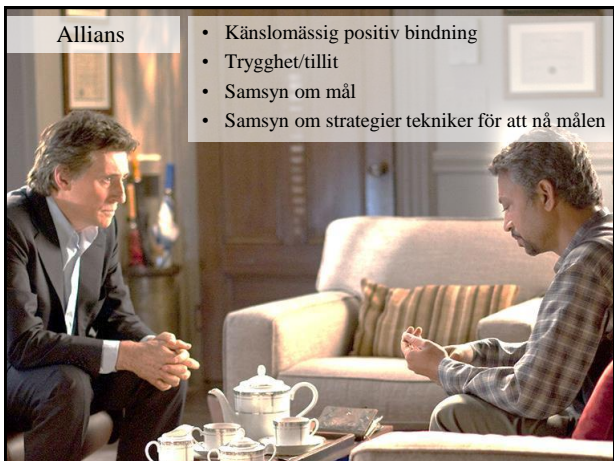 Allians
• Känslomässig positiv bindning
• Trygghet/tillit
• Samsyn om mål
• Samsyn om strategier tekniker för att nå målen